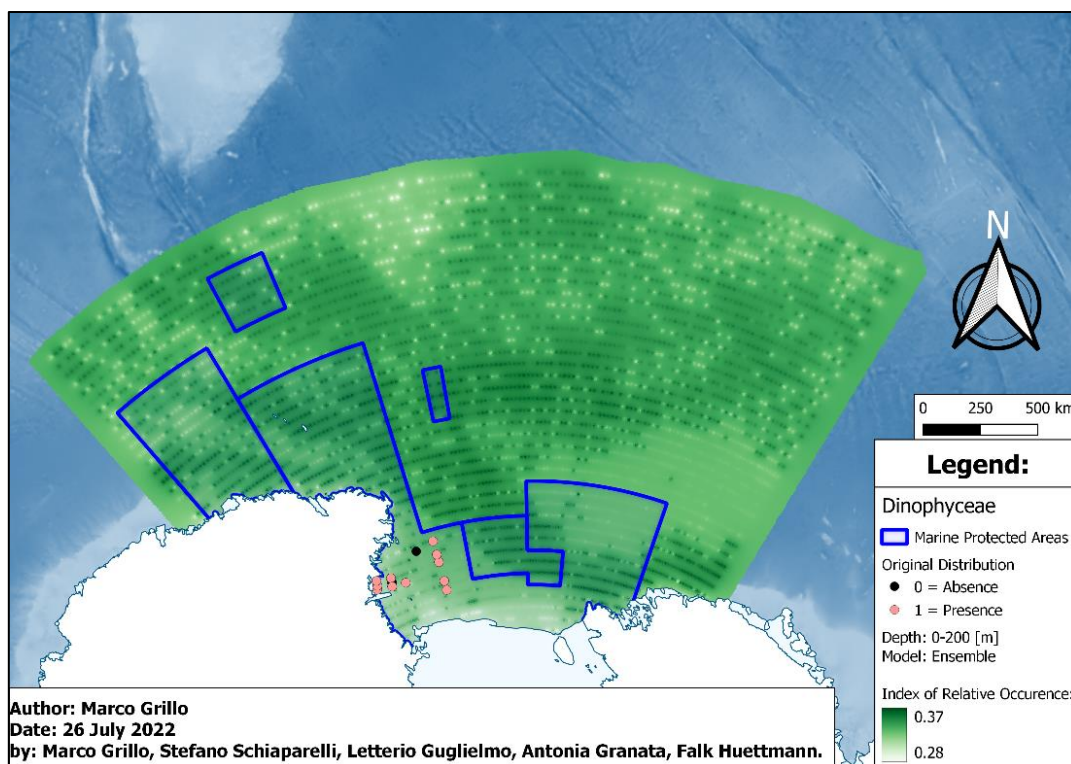 N
0 250 500 km
Legend:
Dinophyceae
Marine Protected Areas
Original Distribution
0 = Absence
1 = Presence
Depth: 0-200 [m]
Model: Ensemble
Index of Relative Occurence:
0.37
0.28
Author: Marco Grillo
Date: 26 July 2022
by: Marco Grillo, Stefano Schiaparelli, Letterio Guglielmo, Antonia Granata, Falk Huettmann.